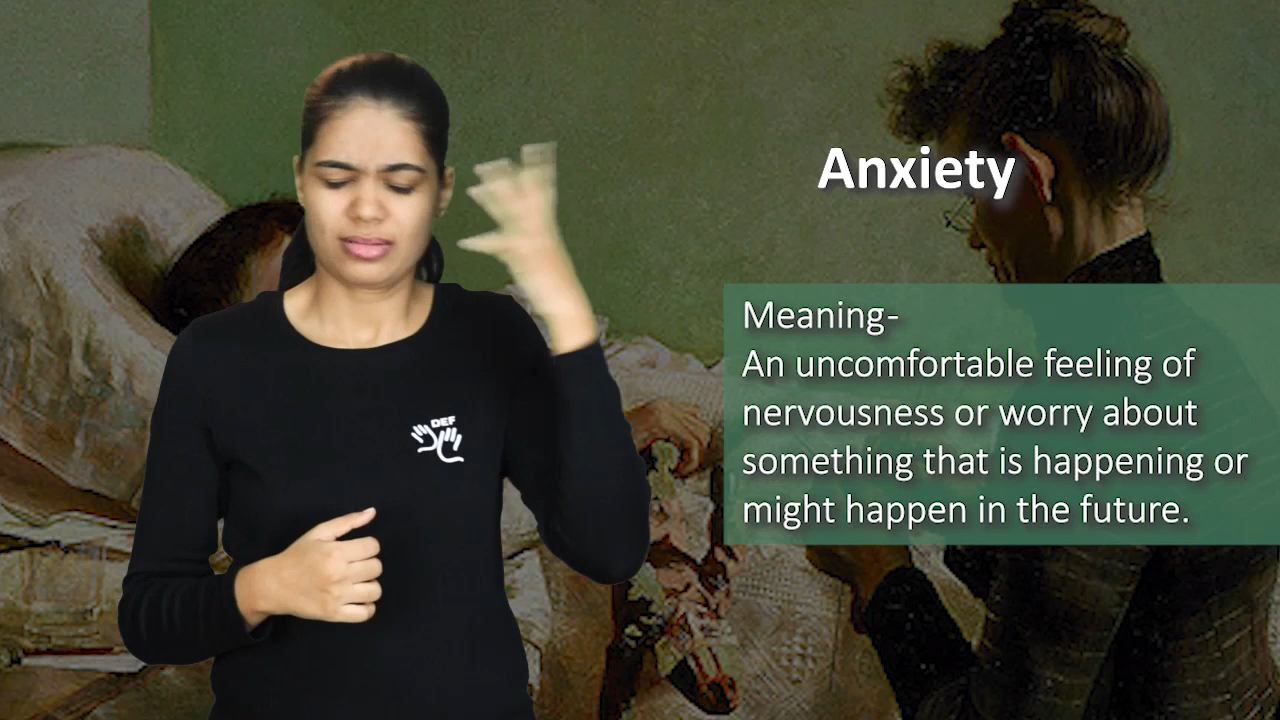 Anxiety
Meaning-
An uncomfortable feeling of
nervousness or worry about
something that is happening or
might happen in the future.
DEF